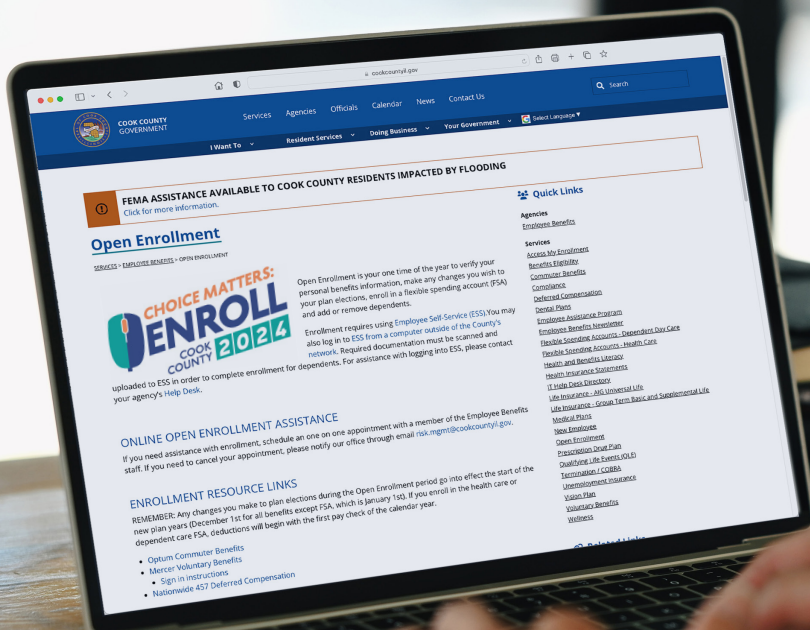 cookcountyil.gov
COOK COUNTY
GOVERNMENT
Services Agencies Officials Calendar News Contact Us
Search
I Want To Resident Services Doing Business Your Government Select Language
FEMA ASSISTANCE AVAILABLE TO COOK COUNTY RESIDENTS IMPACTED BY FLOODING
Click for more information.
Open Enrollment
SERVICES > EMPLOYEE BENEFITS > OPEN ENROLLMENT
CHOICE MATTERS:
ENROLL
COOK
COUNTY 2024
Open Enrollment is your one time of the year to verify your
personal benefits information, make any changes you wish to
your plan elections, enroll in a flexible spending account (FSA)
and add or remove dependents.
Enrollment requires using Employee Self-Service (ESS).You may
also log in to ESS from a computer outside of the County's
network. Required documentation must be scanned and
uploaded to ESS in order to complete enrollment for dependents. For assistance with logging into ESS, please contact
your agency's Help Desk.
ONLINE OPEN ENROLLMENT ASSISTANCE
If you need assistance with enrollment, schedule an one on one appointment with a member of the Employee Benefits
staff. If you need to cancel your appointment, please notify our office through email risk.mgmt@cookcountyil.gov.
ENROLLMENT RESOURCE LINKS
REMEMBER: Any changes you make to plan elections during the Open Enrollment period go into effect the start of the
new plan years (December 1st for all benefits except FSA, which is January 1st). If you enroll in the health care or
dependent care FSA, deductions will begin with the first pay check of the calendar year.
• Optum Commuter Benefits
• Mercer Voluntary Benefits
• Sign in instructions
• Nationwide 457 Deferred Compensation
Quick Links
Agencies
Employee Benefits
Services
Access My Enrollment
Benefits Eligibility
Commuter Benefits
Compliance
Deferred Compensation
Dental Plans
Employee Assistance Program
Employee Benefits Newsletter
Flexible Spending Accounts - Dependent Day Care
Flexible Spending Accounts - Health Care
Health and Benefits Literacy
Health Insurance Statements
IT Help Desk Directory
Life Insurance - AIG Universal Life
Life Insurance - Group Term Basic and Supplemental Life
Medical Plans
New Employee
Open Enrollment
Prescription Drug Plan
Qualifying Life Events (QLE)
Termination / COBRA
Unemployment Insurance
Vision Plan
Voluntary Benefits
Wellness
Related Links